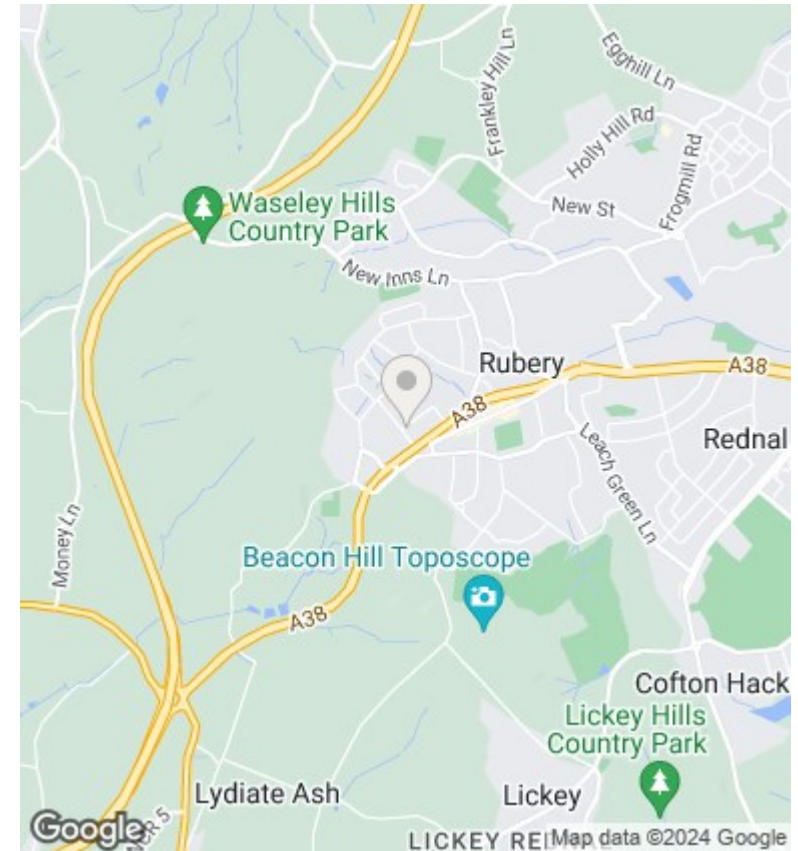 Egghill Ln
Frankley Hill Ln
Holly Hill Rd
Frogmill Rd
Waseley Hills
Country Park
New St
New Inns Ln
Rubery
A38
A38
Rednal
Leach Green Ln
Money Ln
Beacon Hill Toposcope
A38
Cofton Hack
Lickey Hills
Country Park
Lydiate Ash
Lickey
Google
NCR 5
LICKEY
Map data ©2024 Google